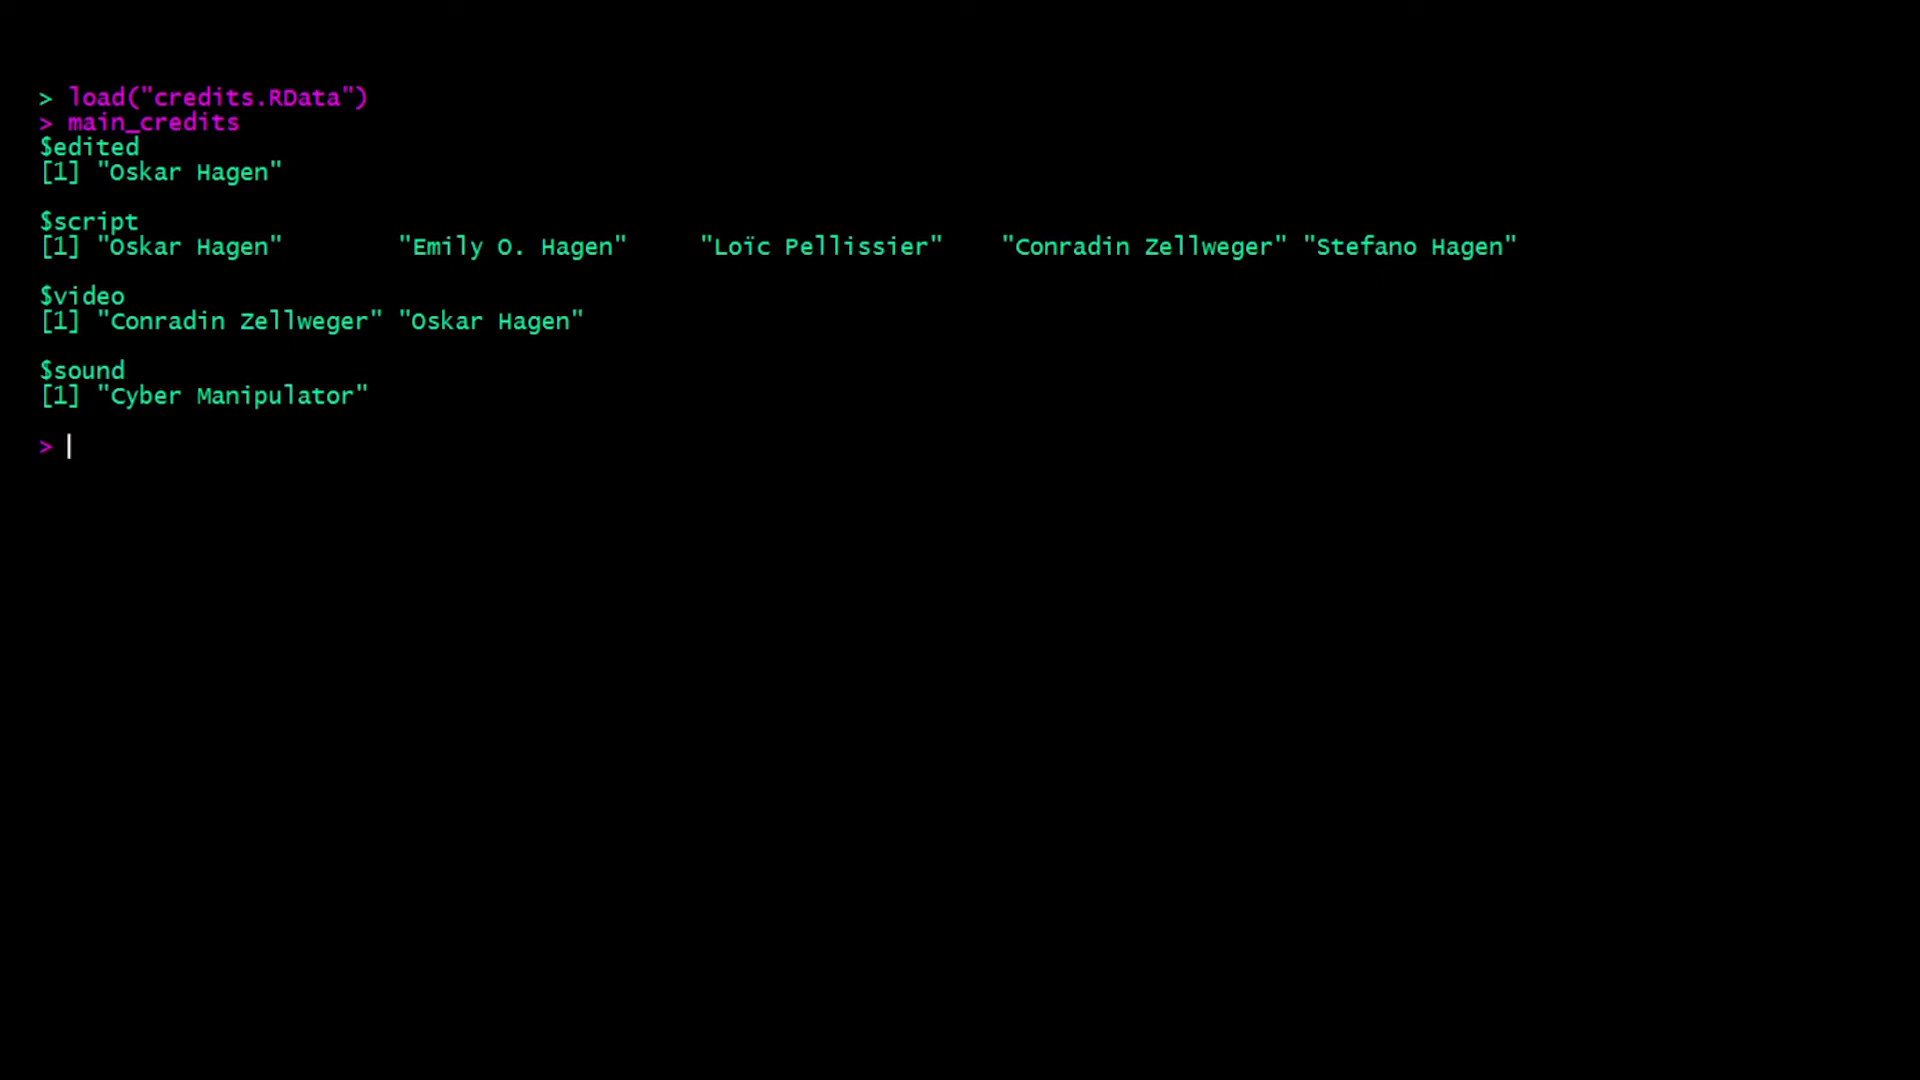 > load("credits.RData")
> main_credits
$edited
[1] "Oskar Hagen"
$script
[1] "Oskar Hagen"        "Emily O. Hagen"     "Loïc Pellissier"    "Conradin Zellweger" "Stefano Hagen"
$video
[1] "Conradin Zellweger" "Oskar Hagen"
$sound
[1] "Cyber Manipulator"
>